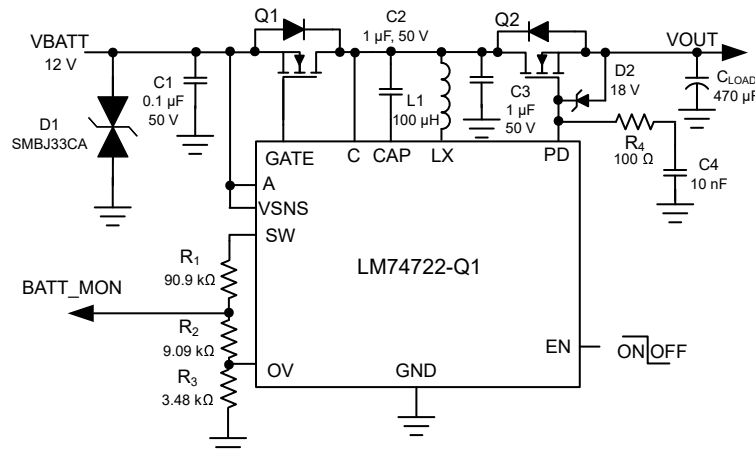 Q1
C2
1 µF, 50 V
Q2
VBATT
12 V
VOUT
C1
0.1 µF
50 V
D1
SMBJ33CA
L1
100 µH
C3
1 µF
50 V
D2
18 V
CLOAD
470 µF
R4
100 Ω
C4
10 nF
GATE
C
CAP
LX
PD
A
VSNS
SW
LM74722-Q1
R1
90.9 kΩ
BATT_MON
R2
9.09 kΩ
R3
3.48 kΩ
OV
GND
EN
ON
OFF